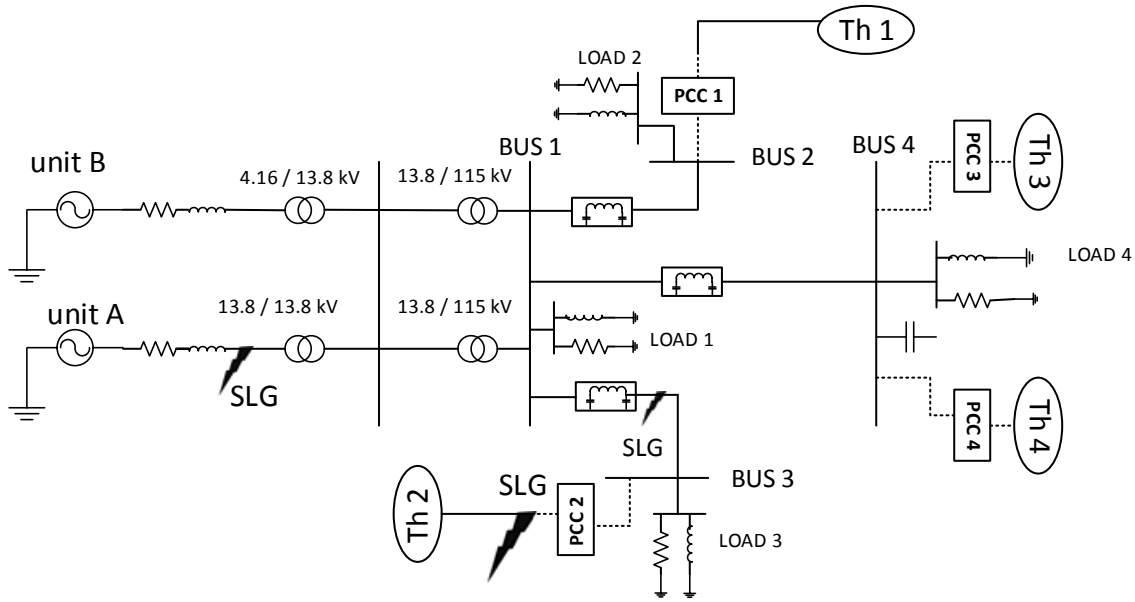 Th 1
LOAD 2
PCC 1
BUS 1
BUS 2
BUS 4
PCC 3
Th 3
unit B
4.16 / 13.8 kV
13.8 / 115 kV
LOAD 4
unit A
13.8 / 13.8 kV
13.8 / 115 kV
LOAD 1
SLG
SLG
PCC 4
Th 4
BUS 3
SLG
Th 2
PCC 2
LOAD 3